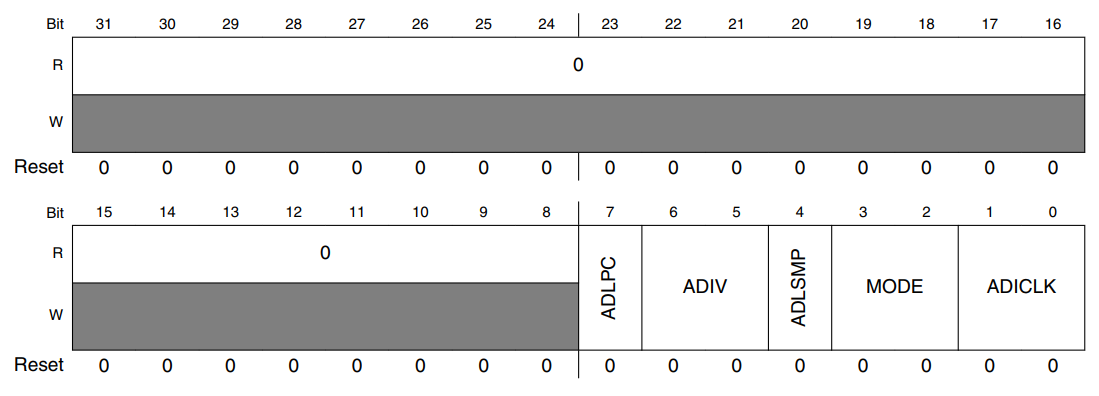 Bit 31 30 29 28 27 26 25 24 23 22 21 20 19 18 17 16
R 0
W
Reset 0 0 0 0 0 0 0 0 0 0 0 0 0 0 0 0
Bit 15 14 13 12 11 10 9 8 7 6 5 4 3 2 1 0
R 0 ADLPC ADIV ADLSMP MODE ADICLK
W
Reset 0 0 0 0 0 0 0 0 0 0 0 0 0 0 0 0